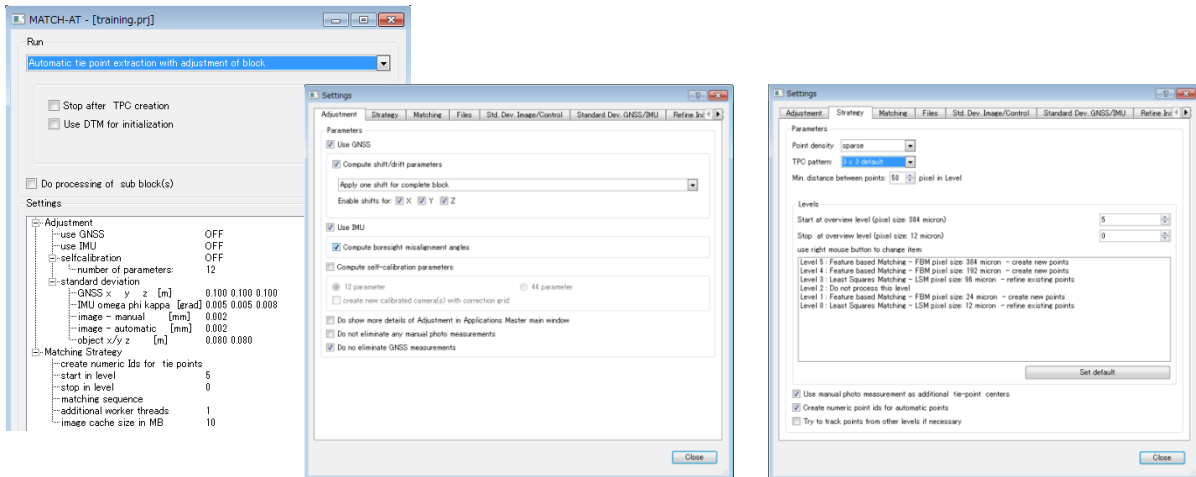 MATCH-AT - [training.prj]
Run
Automatic tie point extraction with adjustment of block
Stop after TPC creation
Use DTM for initialization
Do processing of sub block(s)
Settings
Adjustment
use GNSS OFF
use IMU OFF
selfcalibration OFF
number of parameters: 12
standard deviation
GNSS x y z [m] 0.100 0.100 0.100
IMU omega phi kappa [grad] 0.005 0.005 0.008
image - manual [mm] 0.002
image - automatic [mm] 0.002
object x/y z [m] 0.080 0.080
Matching Strategy
create numeric Ids for tie points
start in level 5
stop in level 0
matching sequence
additional worker threads 1
image cache size in MB 10
Settings
Adjustment Strategy Matching Files Std. Dev. Image/Control Standard Dev. GNSS/IMU Refine Ini
Parameters
Use GNSS
Compute shift/drift parameters
Apply one shift for complete block
Enable shifts for: X Y Z
Use IMU
Compute boresight misalignment angles
Compute self-calibration parameters
12 parameter 44 parameter
create new calibrated camera(s) with correction grid
Do show more details of Adjustment in Applications Master main window
Do not eliminate any manual photo measurements
Do no eliminate GNSS measurements
Close
Settings
Adjustment Strategy Matching Files Std. Dev. Image/Control Standard Dev. GNSS/IMU Refine Ini
Parameters
Point density sparse
TPC pattern: 3 x 3 default
Min. distance between points: 50 pixel in Level
Levels
Start at overview level (pixel size: 384 micron) 5
Stop at overview level (pixel size: 12 micron) 0
use right mouse button to change item
Level 5 : Feature based Matching - FBM pixel size: 384 micron - create new points
Level 4 : Feature based Matching - FBM pixel size: 192 micron - create new points
Level 3 : Least Squares Matching - LSM pixel size: 96 micron - refine existing points
Level 2 : Do not process this level
Level 1 : Feature based Matching - FBM pixel size: 24 micron - create new points
Level 0 : Least Squares Matching - LSM pixel size: 12 micron - refine existing points
Set default
Use manual photo measurement as additional tie-point centers
Create numeric point ids for automatic points
Try to track points from other levels if necessary
Close